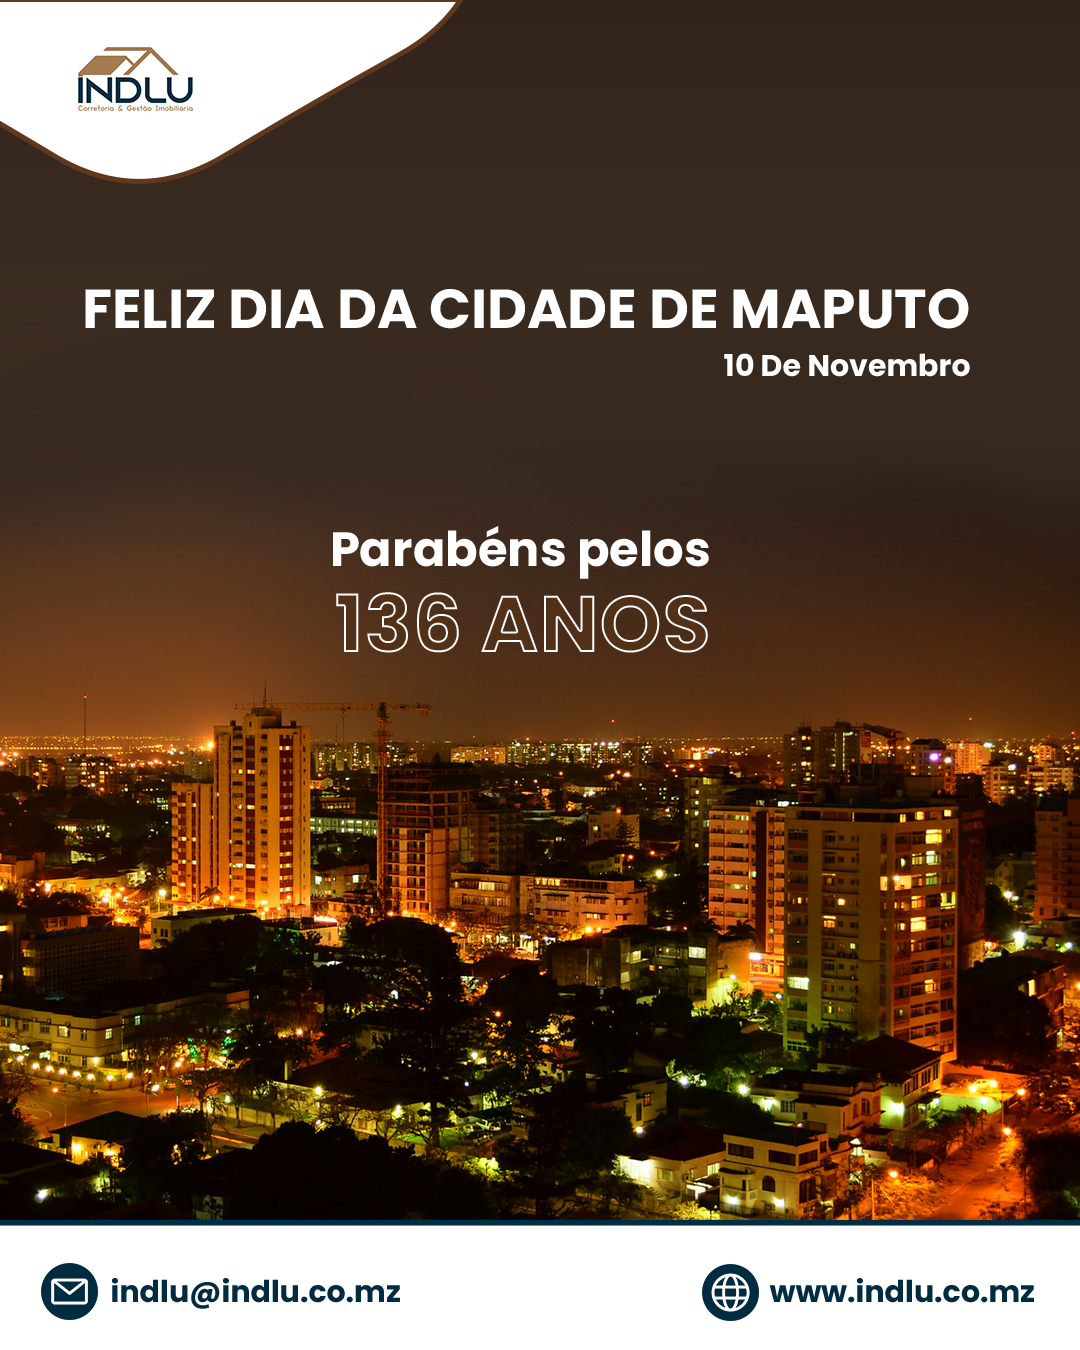 INDLU
Corretoria & Gestão Imobiliária
FELIZ DIA DA CIDADE DE MAPUTO
10 De Novembro
Parabéns pelos
136 ANOS
indlu@indlu.co.mz
www.indlu.co.mz